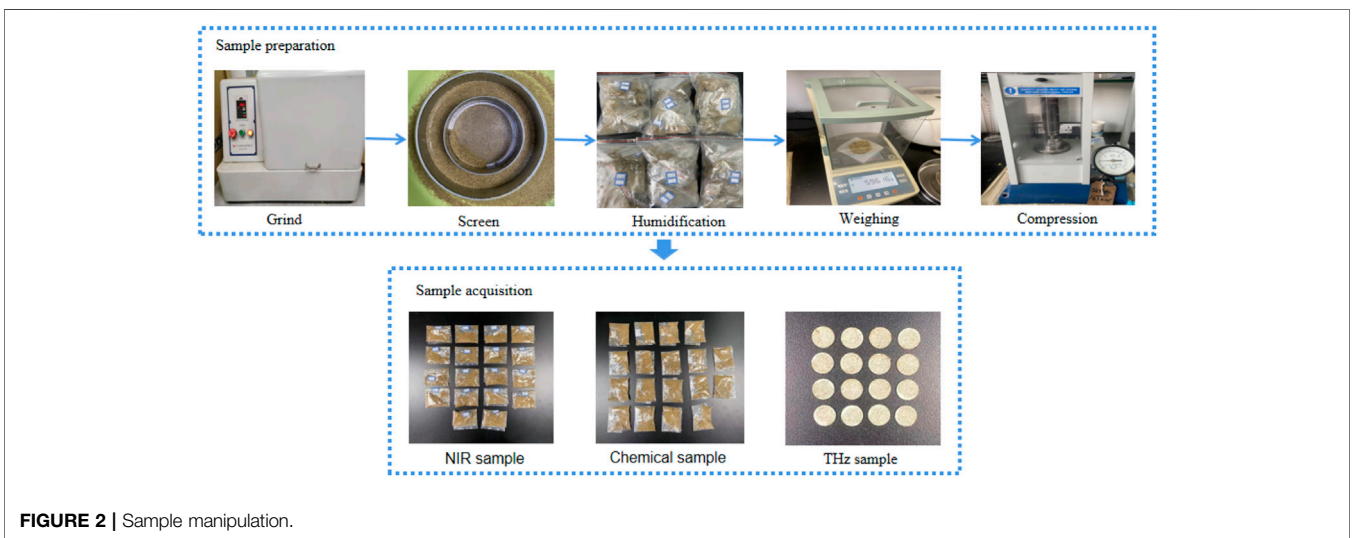 Sample preparation
Grind
Screen
Humidification
Weighing
Compression
Sample acquisition
NIR sample
Chemical sample
THz sample
FIGURE 2 | Sample manipulation.